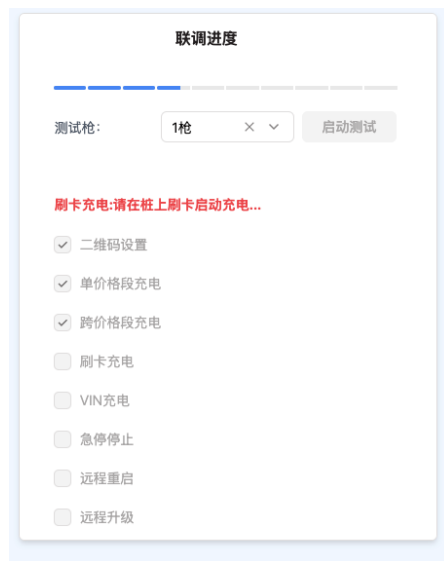 联调进度
测试枪: 1枪 启动测试
刷卡充电:请在桩上刷卡启动充电...
二维码设置
单价格段充电
跨价格段充电
刷卡充电
VIN充电
急停停止
远程重启
远程升级